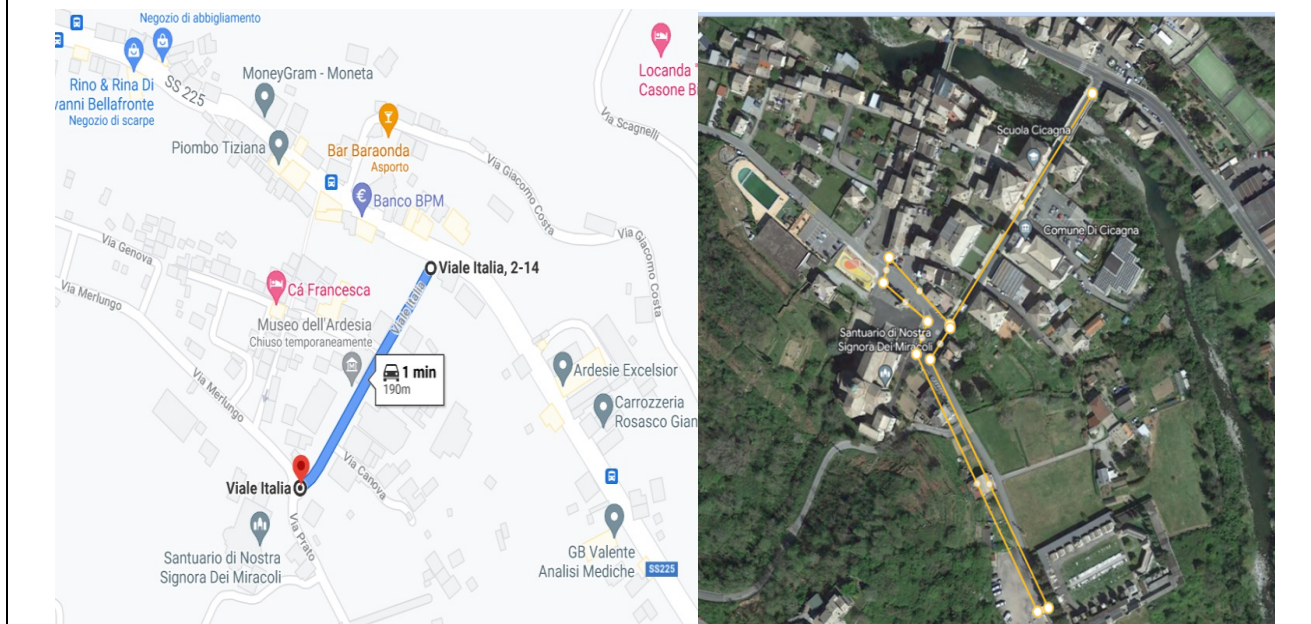 Negozio di abbigliamento
SS 225
Rino & Rina Di
vanni Bellafronte
Negozio di scarpe
MoneyGram - Moneta
Piombo Tiziana
Bar Baraonda
Asporto
Banco BPM
Locanda
Casone
Via Scagnelli
Via Giacomo Costa
Via Giacomo Costa
Via Genova
Via Merlungo
Cá Francesca
Viale Italia, 2-14
Viale Italia
Museo dell'Ardesia
Chiuso temporaneamente
1 min
190m
Ardesie Excelsior
Carrozzeria
Rosasco Gian
Via Merlungo
Viale Italia
Via Canova
Via Prato
Santuario di Nostra
Signora Dei Miracoli
GB Valente
Analisi Mediche
SS225
Scuola Cicagna
Comune Di Cicagna
Santuario di Nostra
Signora Dei Miracoli